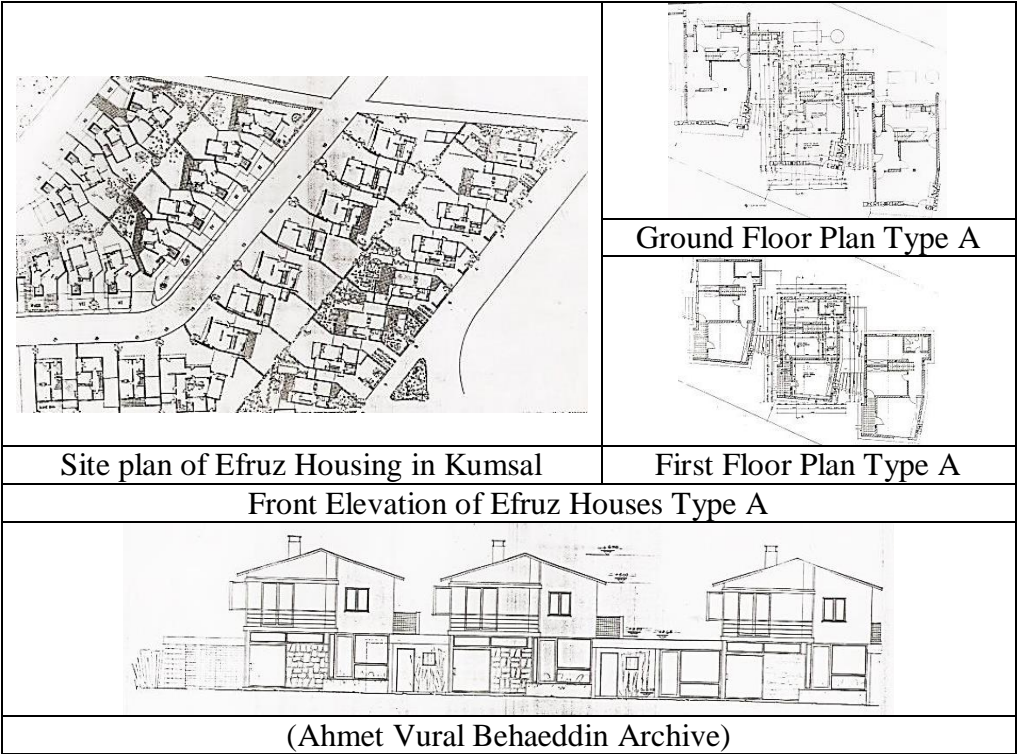 Ground Floor Plan Type A
Site plan of Efruz Housing in Kumsal
First Floor Plan Type A
Front Elevation of Efruz Houses Type A
(Ahmet Vural Behaeddin Archive)